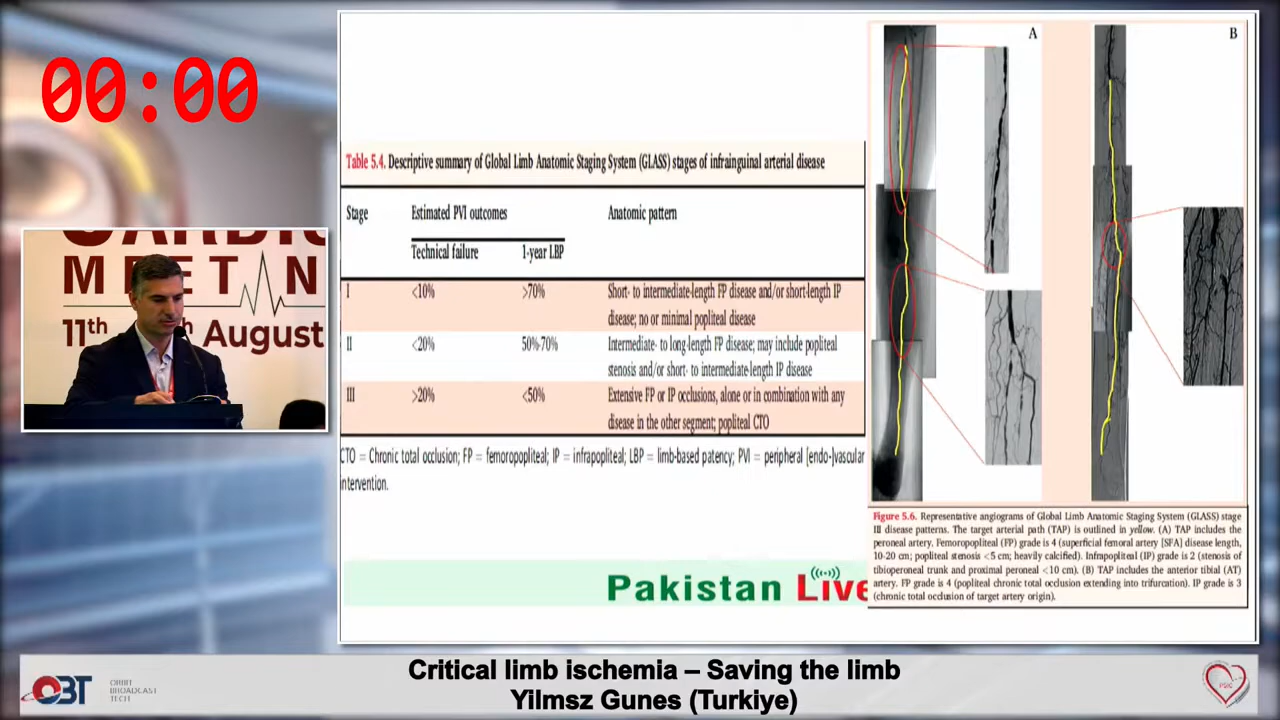 00:00
CARDIO
MEETIN
11th
h August
Table 5.4. Descriptive summary of Global Limb Anatomic Staging System (GLASS) stages of infrainguinal arterial disease
Stage Estimated PVI outcomes Anatomic pattern
Technical failure 1-year LBP
I <10% >70% Short- to intermediate-length FP disease and/or short-length IP
disease; no or minimal popliteal disease
II <20% 50%-70% Intermediate- to long-length FP disease; may include popliteal
stenosis and/or short- to intermediate-length IP disease
III >20% <50% Extensive FP or IP occlusions, alone or in combination with any
disease in the other segment; popliteal CTO
CTO = Chronic total occlusion; FP = femoropopliteal; IP = infrapopliteal; LBP = limb-based patency; PVI = peripheral [endo-]vascular
intervention.
Pakistan Live
A
B
Figure 5.6. Representative angiograms of Global Limb Anatomic Staging System (GLASS) stage
III disease patterns. The target arterial path (TAP) is outlined in yellow. (A) TAP includes the
peroneal artery. Femoropopliteal (FP) grade is 4 (superficial femoral artery [SFA] disease length,
10-20 cm; popliteal stenosis <5 cm; heavily calcified). Infrapopliteal (IP) grade is 2 (stenosis of
tibioperoneal trunk and proximal peroneal <10 cm). (B) TAP includes the anterior tibial (AT)
artery. FP grade is 4 (popliteal chronic total occlusion extending into trifurcation). IP grade is 3
(chronic total occlusion of target artery origin).
OBT
ORBIT
BROADCAST
TECH
Critical limb ischemia – Saving the limb
Yilmsz Gunes (Turkiye)